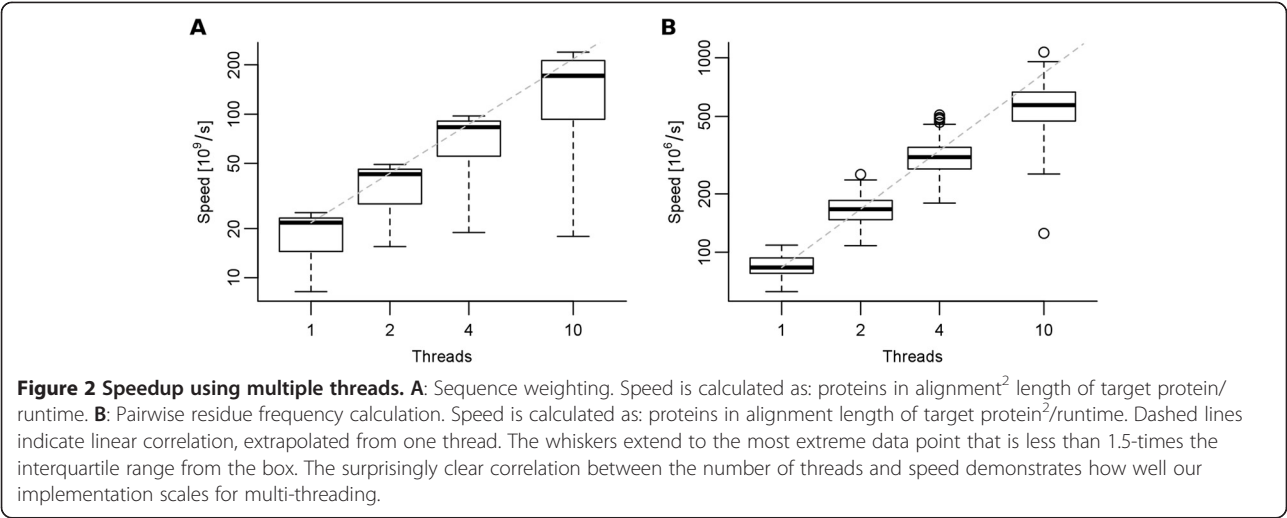 A
B
Speed [10⁹/s]
200
100
50
20
10
1
2
4
10
Threads
Speed [10⁶/s]
1000
500
200
100
1
2
4
10
Threads
Figure 2 Speedup using multiple threads. A: Sequence weighting. Speed is calculated as: proteins in alignment² length of target protein/
runtime. B: Pairwise residue frequency calculation. Speed is calculated as: proteins in alignment length of target protein²/runtime. Dashed lines
indicate linear correlation, extrapolated from one thread. The whiskers extend to the most extreme data point that is less than 1.5-times the
interquartile range from the box. The surprisingly clear correlation between the number of threads and speed demonstrates how well our
implementation scales for multi-threading.